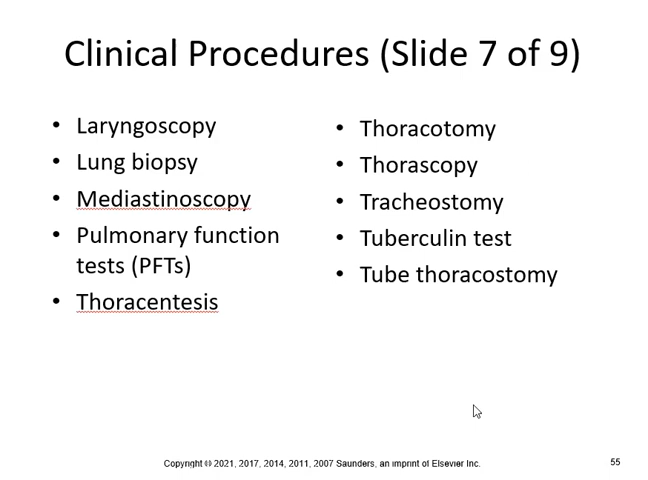 Clinical Procedures (Slide 7 of 9)
• Laryngoscopy
• Lung biopsy
• Mediastinoscopy
• Pulmonary function
tests (PFTs)
• Thoracentesis
• Thoracotomy
• Thorascopy
• Tracheostomy
• Tuberculin test
• Tube thoracostomy
Copyright © 2021, 2017, 2014, 2011, 2007 Saunders, an imprint of Elsevier Inc.
55